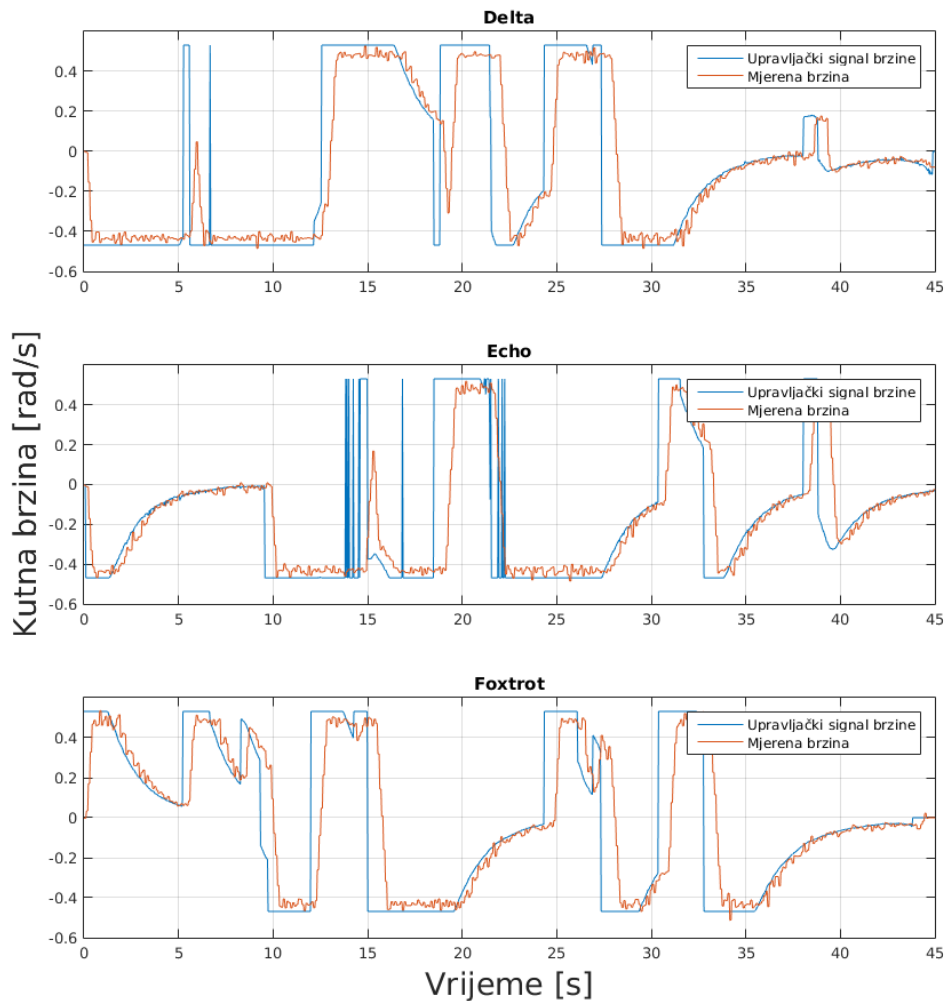 Delta
Upravljački signal brzine
Mjerena brzina
0.4
0.2
0
-0.2
-0.4
-0.6
0 5 10 15 20 25 30 35 40 45
Kutna brzina [rad/s]
Echo
Upravljački signal brzine
Mjerena brzina
0.4
0.2
0
-0.2
-0.4
-0.6
0 5 10 15 20 25 30 35 40 45
Foxtrot
Upravljački signal brzine
Mjerena brzina
0.4
0.2
0
-0.2
-0.4
-0.6
0 5 10 15 20 25 30 35 40 45
Vrijeme [s]